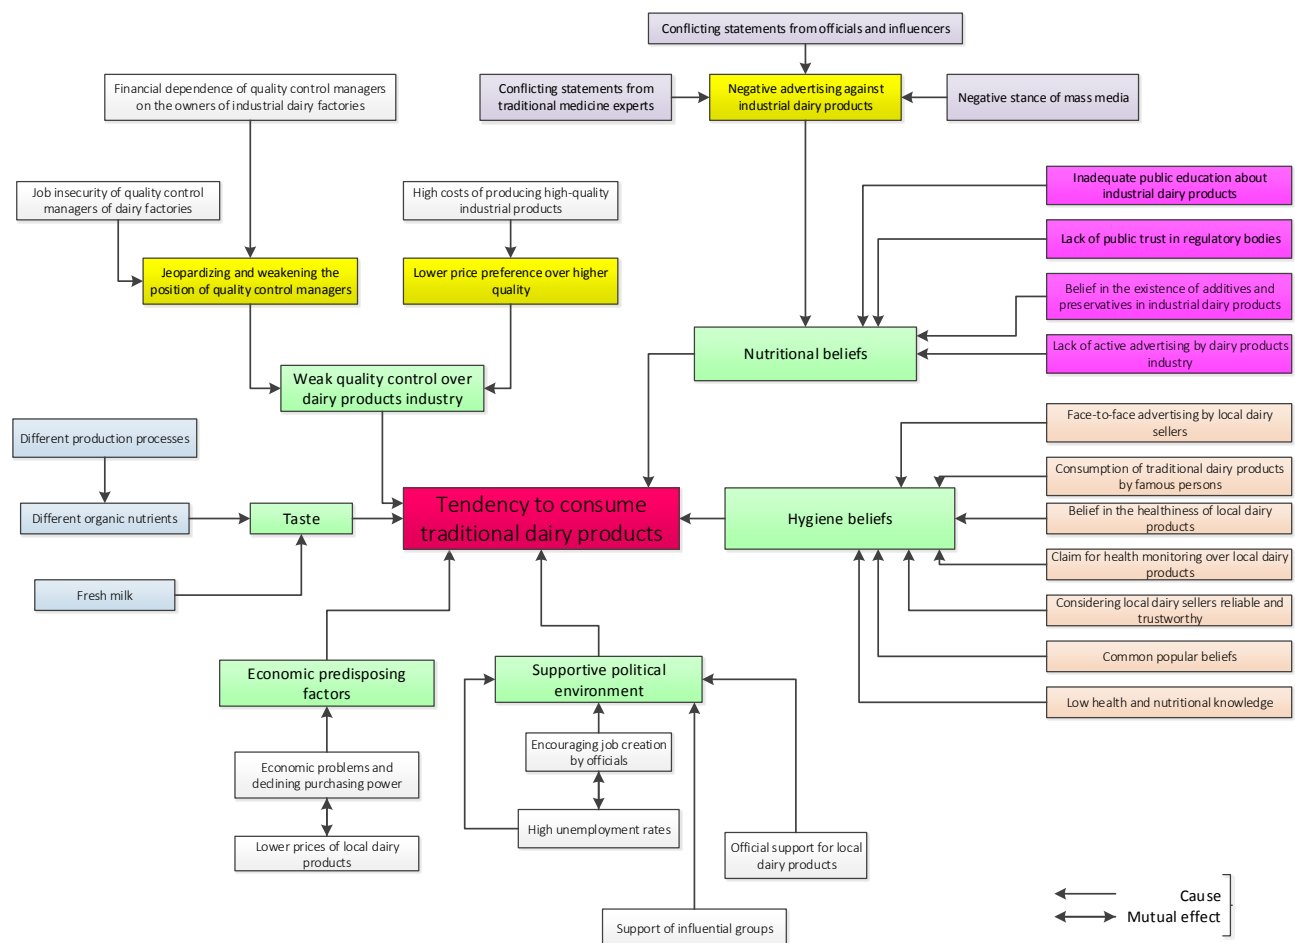 Conflicting statements from officials and influencers
Financial dependence of quality control managers
on the owners of industrial dairy factories
Conflicting statements from
traditional medicine experts
Negative advertising against
industrial dairy products
Negative stance of mass media
Job insecurity of quality control
managers of dairy factories
High costs of producing high-quality
industrial products
Inadequate public education about
industrial dairy products
Lack of public trust in regulatory bodies
Jeopardizing and weakening the
position of quality control managers
Lower price preference over higher
quality
Belief in the existence of additives and
preservatives in industrial dairy products
Nutritional beliefs
Lack of active advertising by dairy products
industry
Weak quality control over
dairy products industry
Face-to-face advertising by local dairy
sellers
Different production processes
Consumption of traditional dairy products
by famous persons
Different organic nutrients
Taste
Tendency to consume
traditional dairy products
Hygiene beliefs
Belief in the healthiness of local dairy
products
Claim for health monitoring over local dairy
products
Fresh milk
Considering local dairy sellers reliable and
trustworthy
Common popular beliefs
Economic predisposing
factors
Supportive political
environment
Low health and nutritional knowledge
Encouraging job creation
by officials
Economic problems and
declining purchasing power
High unemployment rates
Lower prices of local dairy
products
Official support for local
dairy products
Support of influential groups
Cause
Mutual effect